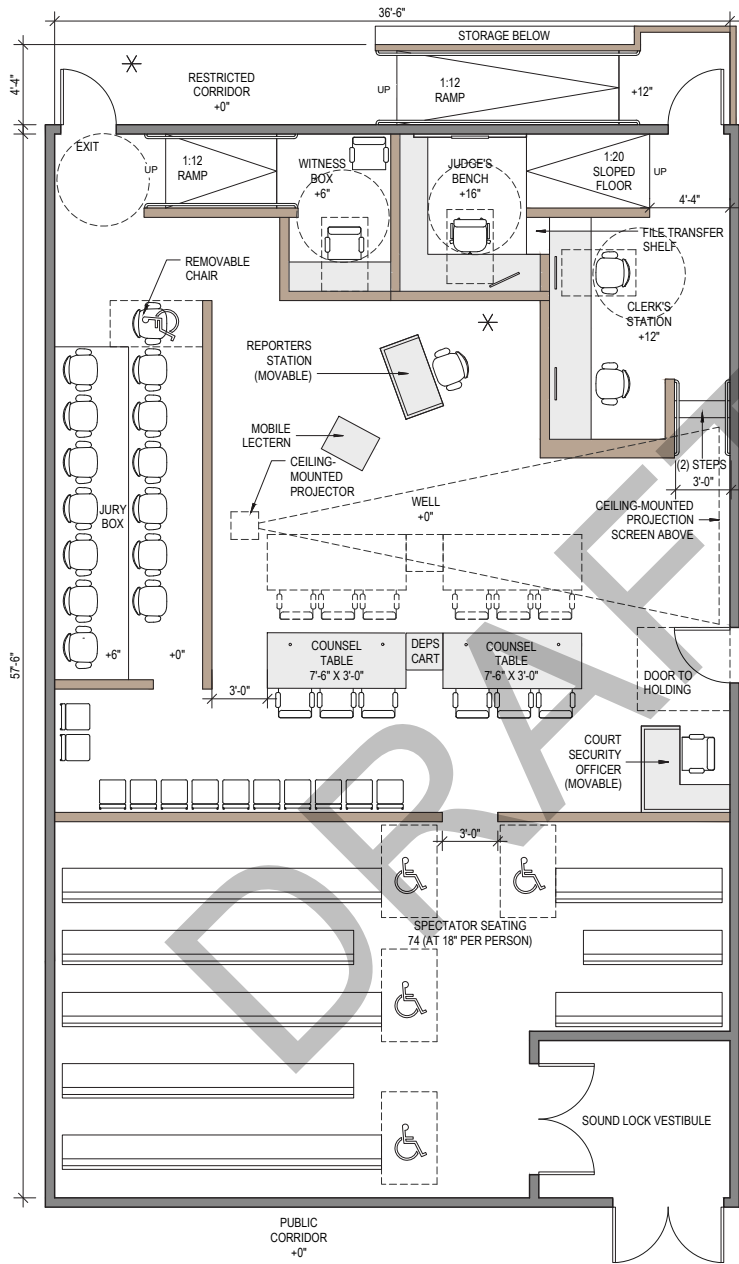 36'-6"
STORAGE BELOW
4'-4"
RESTRICTED
CORRIDOR
+0"
UP
1:12
RAMP
+12"
EXIT
UP
1:12
RAMP
WITNESS
BOX
+6"
JUDGE'S
BENCH
+16"
1:20
SLOPED
FLOOR
UP
4'-4"
FILE TRANSFER
SHELF
REMOVABLE
CHAIR
CLERK'S
STATION
+12"
REPORTERS
STATION
(MOVABLE)
MOBILE
LECTERN
CEILING-
MOUNTED
PROJECTOR
(2) STEPS
3'-0"
WELL
+0"
CEILING-MOUNTED
PROJECTION
SCREEN ABOVE
JURY
BOX
+6"
+0"
57'-6"
COUNSEL
TABLE
7'-6" X 3'-0"
DEPS
CART
COUNSEL
TABLE
7'-6" X 3'-0"
DOOR TO
HOLDING
3'-0"
COURT
SECURITY
OFFICER
(MOVABLE)
3'-0"
SPECTATOR SEATING
74 (AT 18" PER PERSON)
SOUND LOCK VESTIBULE
PUBLIC
CORRIDOR
+0"
DRAFT